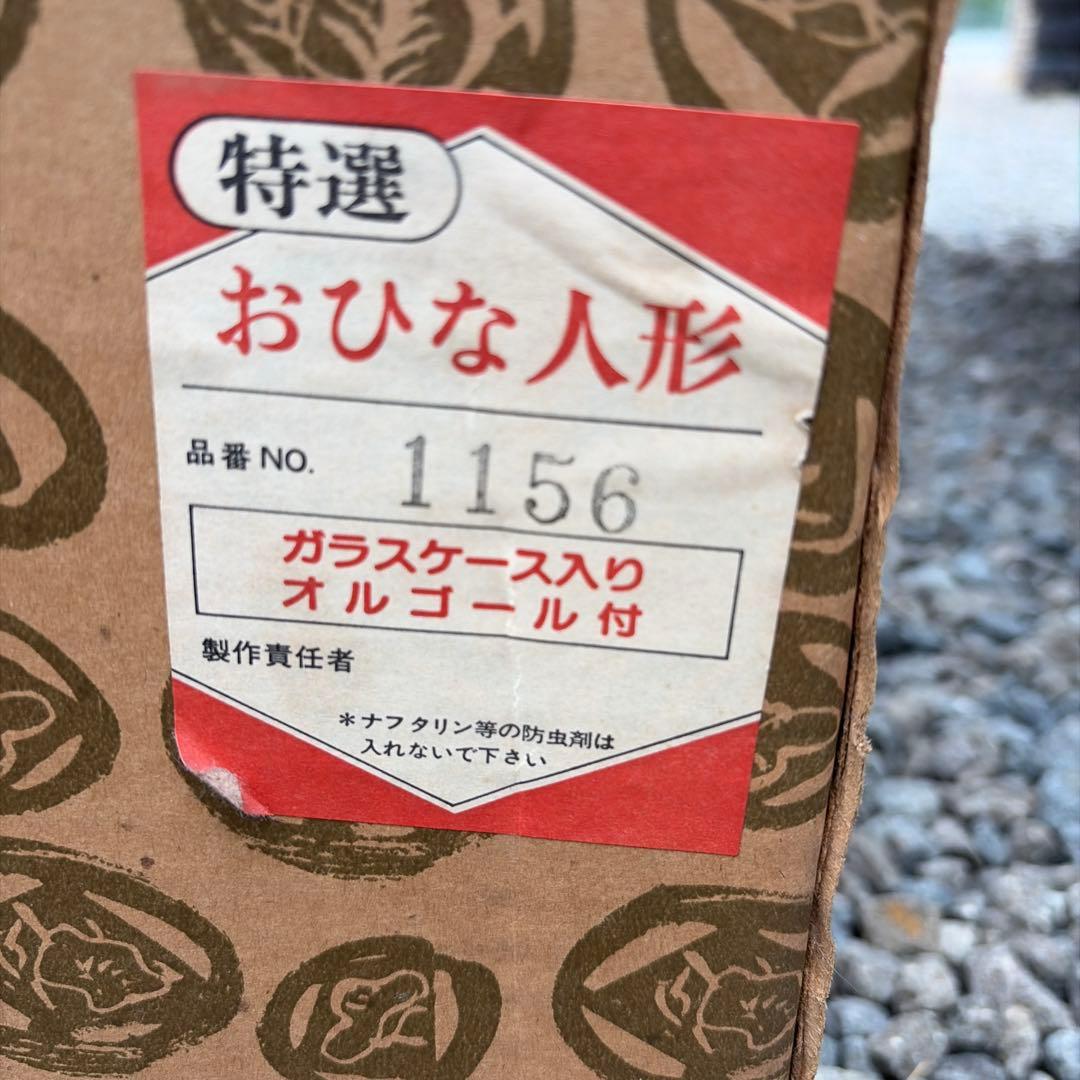 特選
おひな人形
品番NO. 1156
ガラスケース入り
オルゴール付
製作責任者
*ナフタリン等の防虫剤は
入れないで下さい